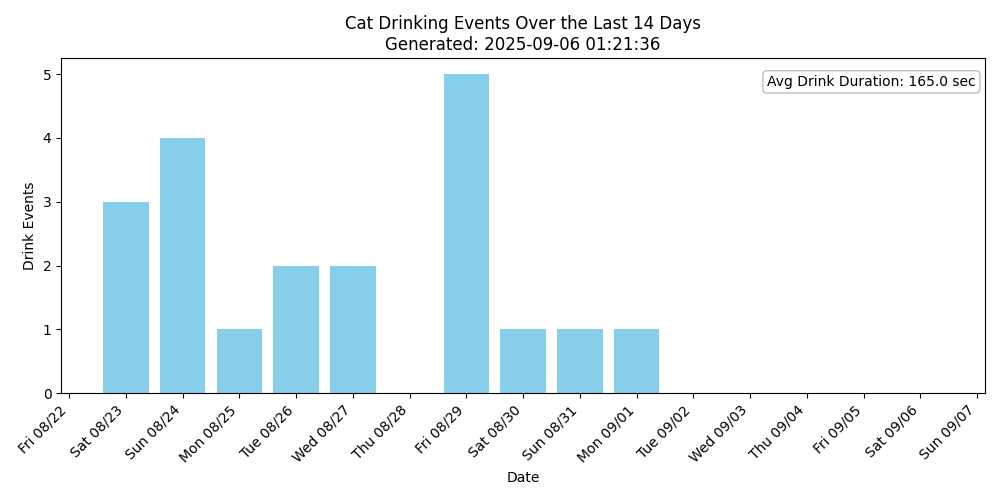 Cat Drinking Events Over the Last 14 Days
Generated: 2025-09-06 01:21:36
Avg Drink Duration: 165.0 sec
Drink Events
5
4
3
2
1
0
Fri 08/22
Sat 08/23
Sun 08/24
Mon 08/25
Tue 08/26
Wed 08/27
Thu 08/28
Fri 08/29
Sat 08/30
Sun 08/31
Mon 09/01
Tue 09/02
Wed 09/03
Thu 09/04
Fri 09/05
Sat 09/06
Sun 09/07
Date